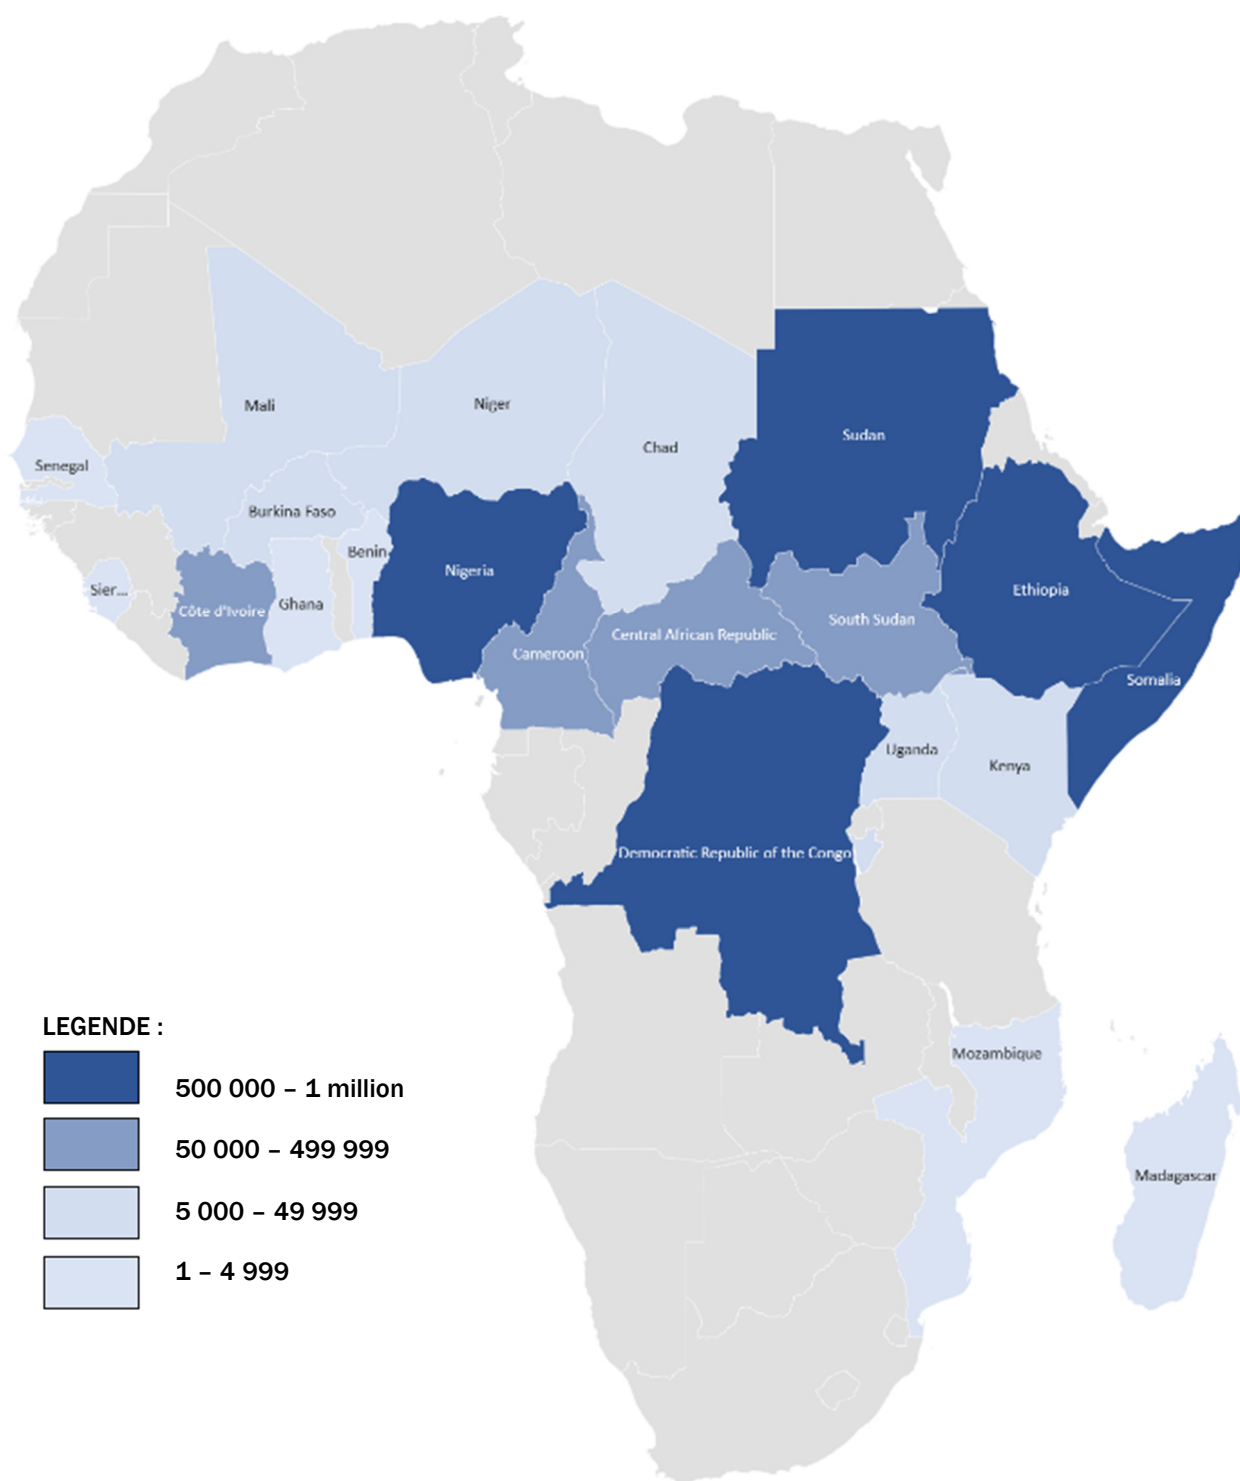 Mali
Niger
Chad
Sudan
Senegal
Burkina Faso
Benin
Nigeria
Sier...
Côte d'Ivoire
Ghana
Ethiopia
South Sudan
Central African Republic
Cameroon
Somalia
Uganda
Kenya
Democratic Republic of the Congo
Mozambique
Madagascar
LEGENDE :
500 000 – 1 million
50 000 – 499 999
5 000 – 49 999
1 – 4 999